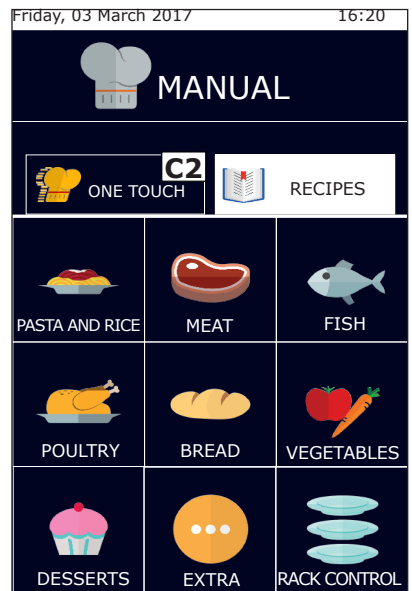 Friday, 03 March 2017 16:20
MANUAL
C2
ONE TOUCH
RECIPES
PASTA AND RICE
MEAT
FISH
POULTRY
BREAD
VEGETABLES
DESSERTS
EXTRA
RACK CONTROL